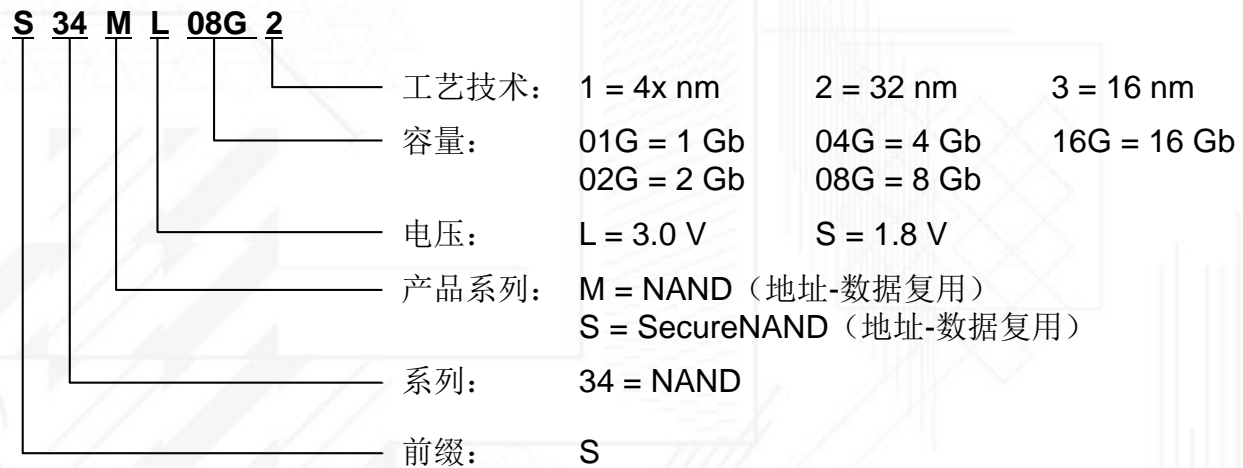 S 34 M L 08G 2
工艺技术： 1 = 4x nm 2 = 32 nm 3 = 16 nm
容量： 01G = 1 Gb 04G = 4 Gb 16G = 16 Gb
02G = 2 Gb 08G = 8 Gb
电压： L = 3.0 V S = 1.8 V
产品系列： M = NAND（地址-数据复用）
S = SecureNAND（地址-数据复用）
系列： 34 = NAND
前缀： S